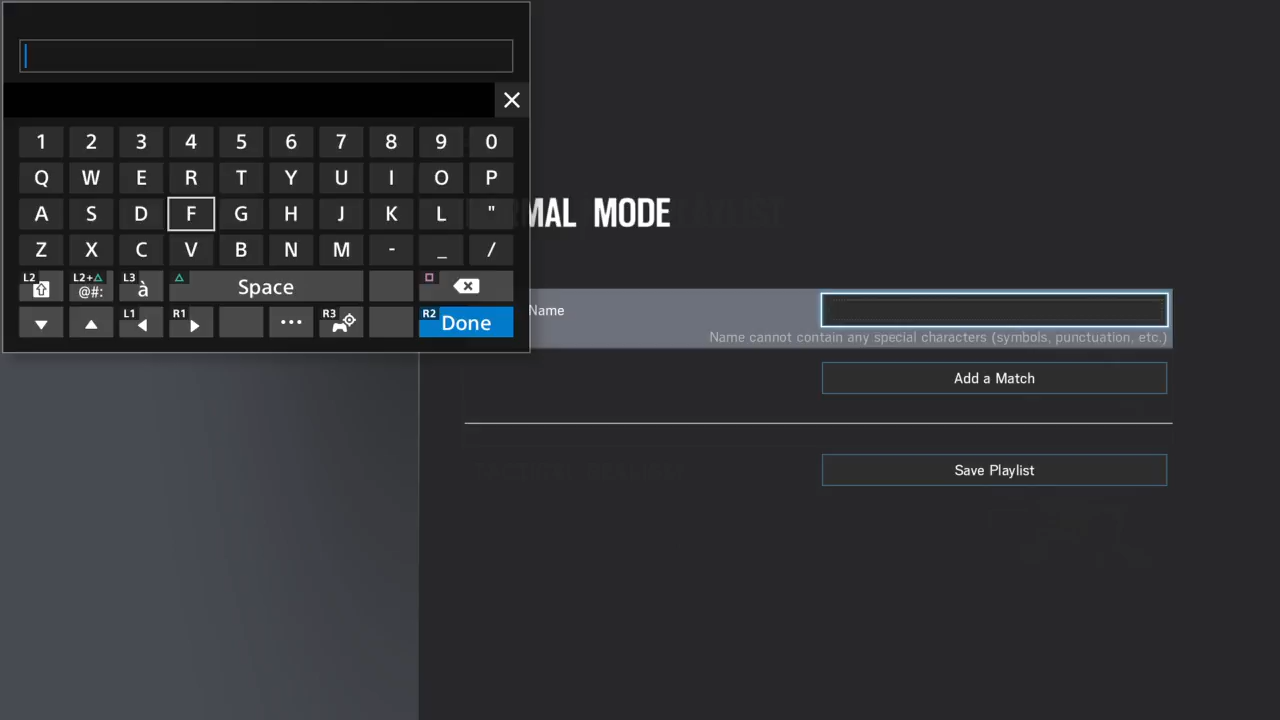 1 2 3 4 5 6 7 8 9 0
Q W E R T Y U I O P
A S D F G H J K L "
Z X C V B N M - _ /
L2 L2+△ @#: L3 à △ Space
L1 R1 ... R3 R2 Done
MAL MODE
Name
Name cannot contain any special characters (symbols, punctuation, etc.)
Add a Match
Save Playlist